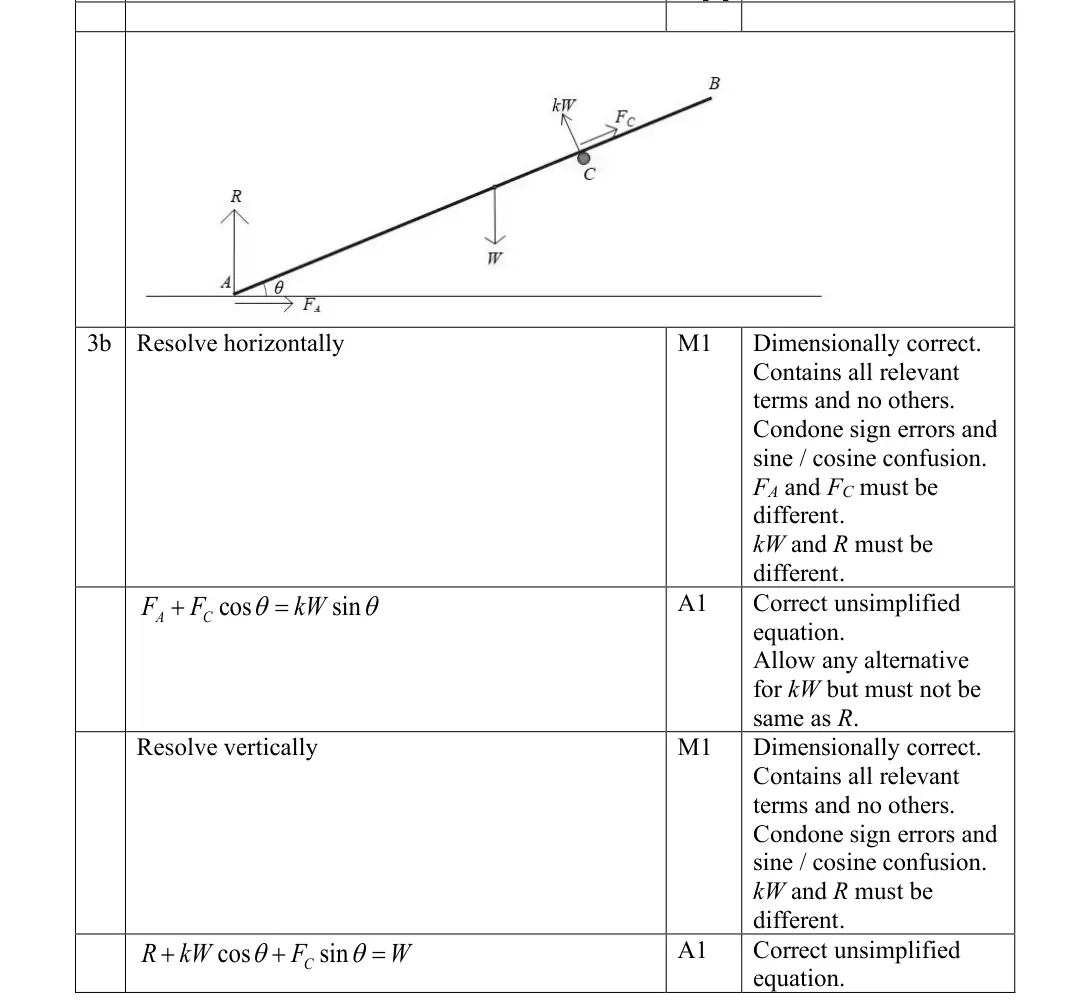 B
kW
F_C
C
R
W
A
θ
F_A
3b
Resolve horizontally
M1
Dimensionally correct.
Contains all relevant
terms and no others.
Condone sign errors and
sine / cosine confusion.
F_A and F_C must be
different.
kW and R must be
different.
F_A + F_C cos θ = kW sin θ
A1
Correct unsimplified
equation.
Allow any alternative
for kW but must not be
same as R.
Resolve vertically
M1
Dimensionally correct.
Contains all relevant
terms and no others.
Condone sign errors and
sine / cosine confusion.
kW and R must be
different.
R + kW cos θ + F_C sin θ = W
A1
Correct unsimplified
equation.